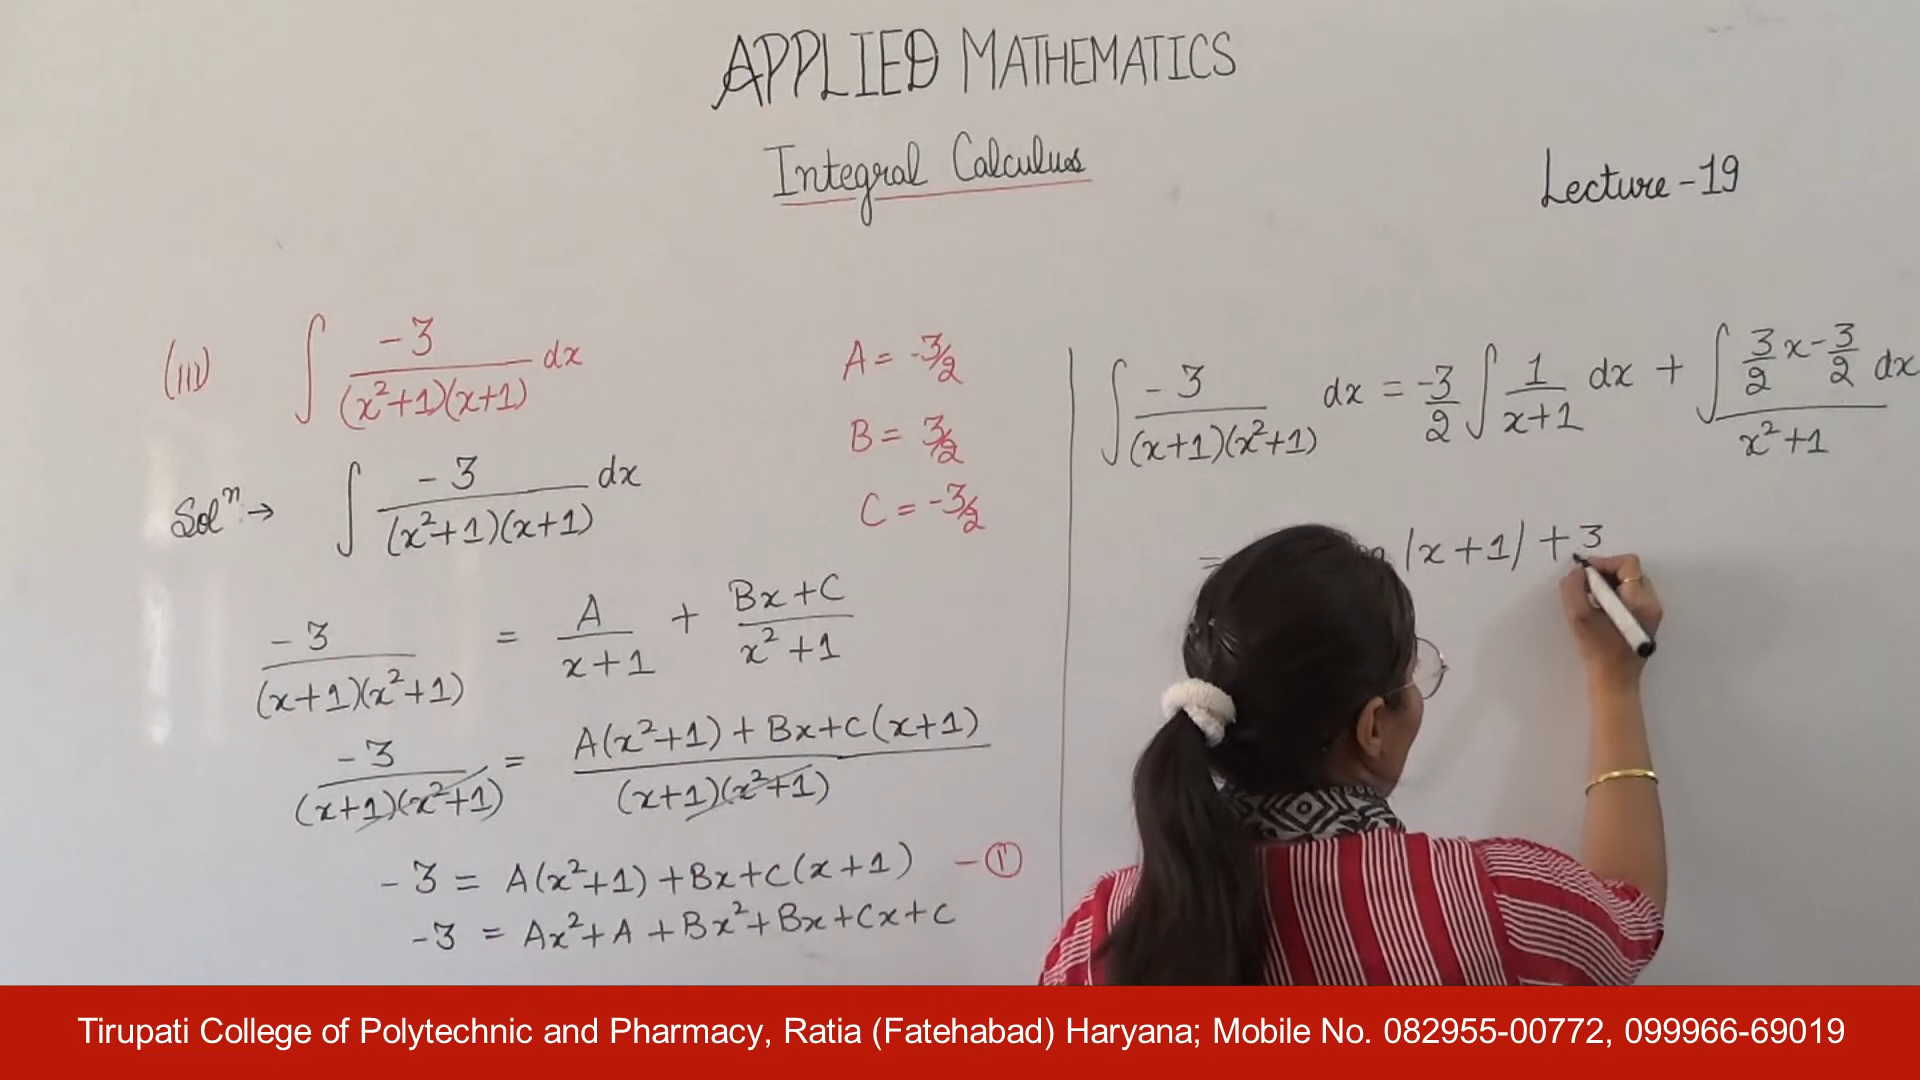 APPLIED MATHEMATICS
Integral Calculus
Lecture-19
(iii) ∫ -3/((x²+1)(x+1)) dx
Solⁿ:→ ∫ -3/((x²+1)(x+1)) dx
A = -3/2
B = 3/2
C = -3/2
-3/((x+1)(x²+1)) = A/(x+1) + (Bx+C)/(x²+1)
-3/((x+1)(x²+1)) = (A(x²+1) + Bx+C(x+1))/((x+1)(x²+1))
-3 = A(x²+1) + Bx+C(x+1) -①
-3 = Ax²+A + Bx²+Bx+Cx+C
∫ -3/((x+1)(x²+1)) dx = -3/2 ∫ 1/(x+1) dx + ∫ (3/2 x - 3/2)/(x²+1) dx
= |x+1| + 3
Tirupati College of Polytechnic and Pharmacy, Ratia (Fatehabad) Haryana; Mobile No. 082955-00772, 099966-69019